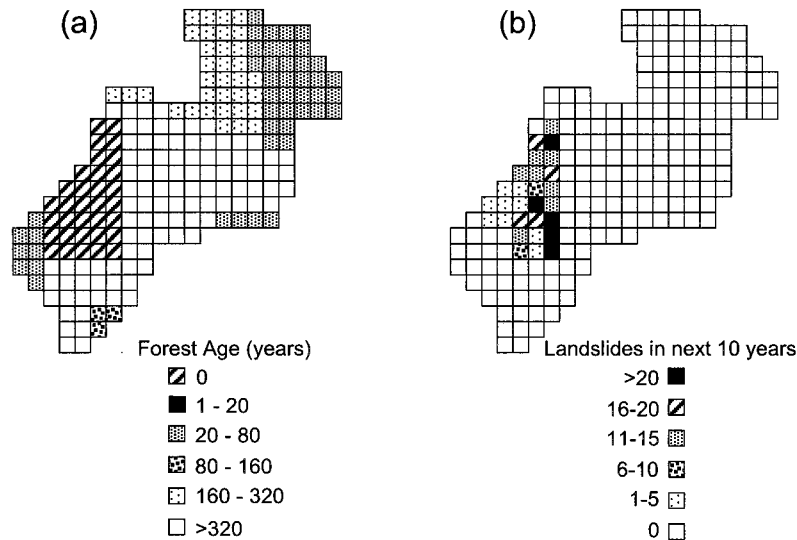 (a)
Forest Age (years)
0
1 - 20
20 - 80
80 - 160
160 - 320
>320
(b)
Landslides in next 10 years
>20
16-20
11-15
6-10
1-5
0